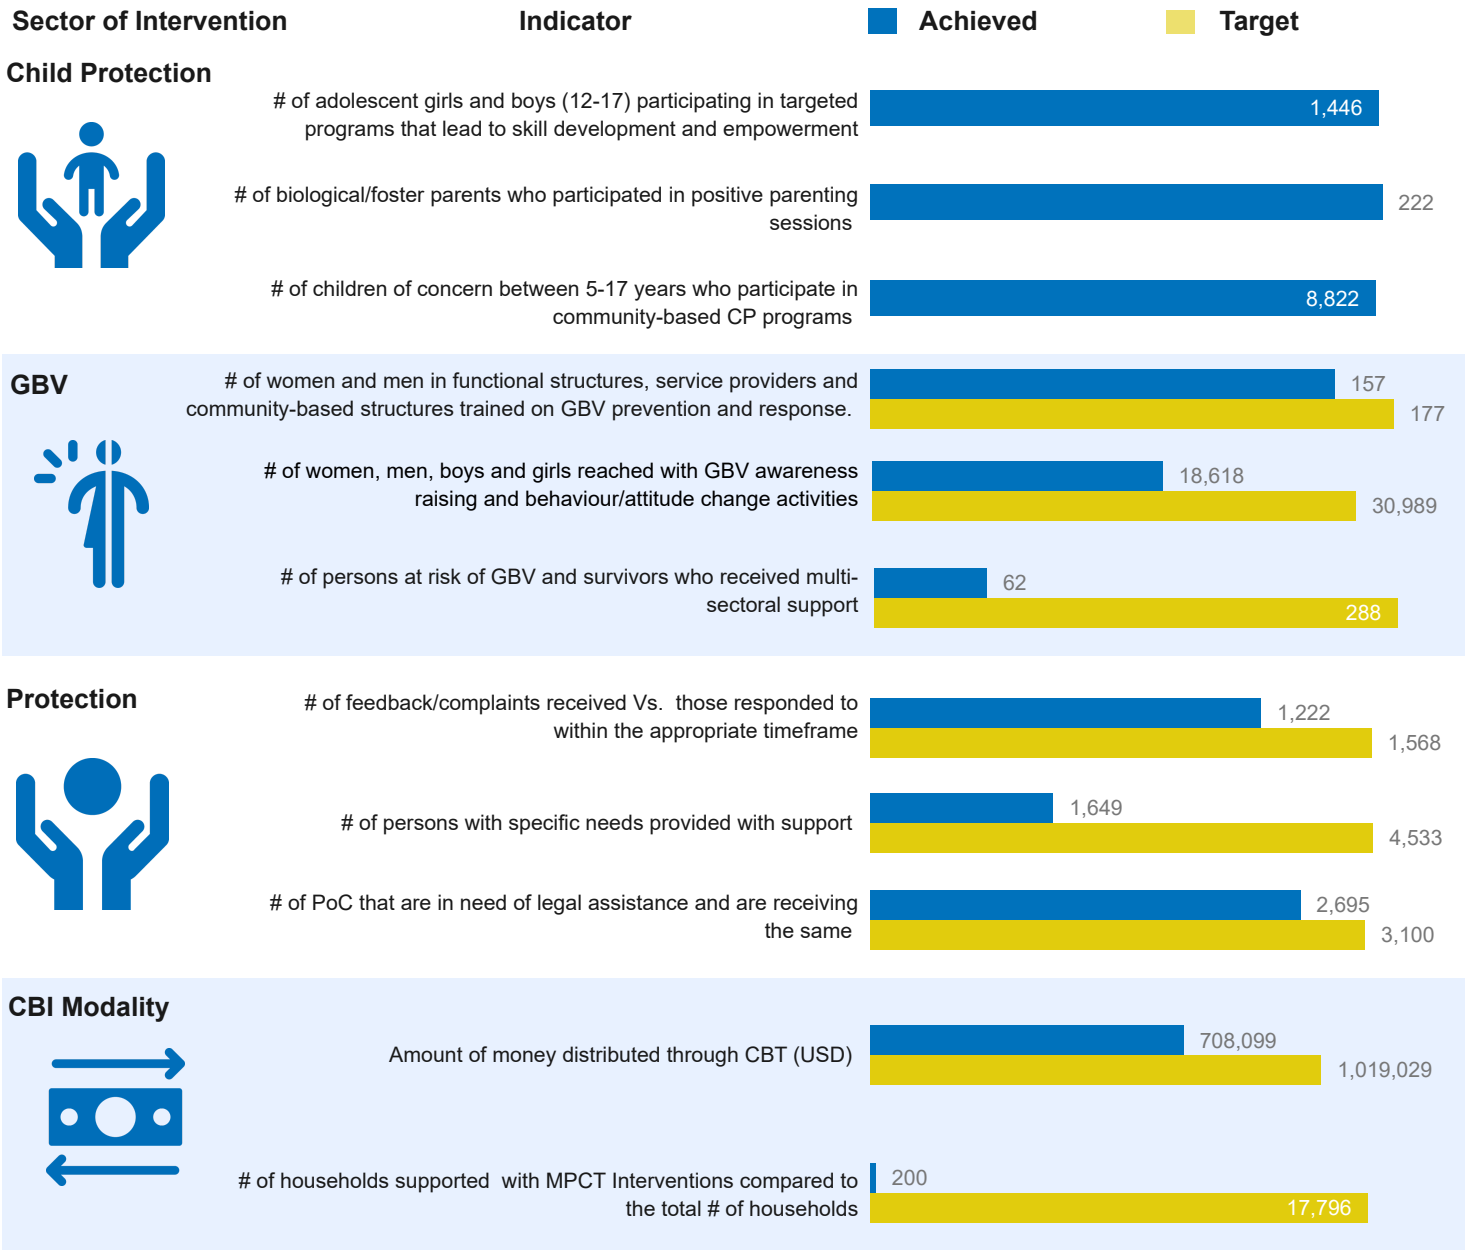 Sector of Intervention Indicator Achieved Target
Child Protection
# of adolescent girls and boys (12-17) participating in targeted
programs that lead to skill development and empowerment
1,446
# of biological/foster parents who participated in positive parenting
sessions
222
# of children of concern between 5-17 years who participate in
community-based CP programs
8,822
GBV
# of women and men in functional structures, service providers and
community-based structures trained on GBV prevention and response.
157
177
# of women, men, boys and girls reached with GBV awareness
raising and behaviour/attitude change activities
18,618
30,989
# of persons at risk of GBV and survivors who received multi-
sectoral support
62
288
Protection
# of feedback/complaints received Vs. those responded to
within the appropriate timeframe
1,222
1,568
# of persons with specific needs provided with support
1,649
4,533
# of PoC that are in need of legal assistance and are receiving
the same
2,695
3,100
CBI Modality
Amount of money distributed through CBT (USD)
708,099
1,019,029
# of households supported with MPCT Interventions compared to
the total # of households
200
17,796